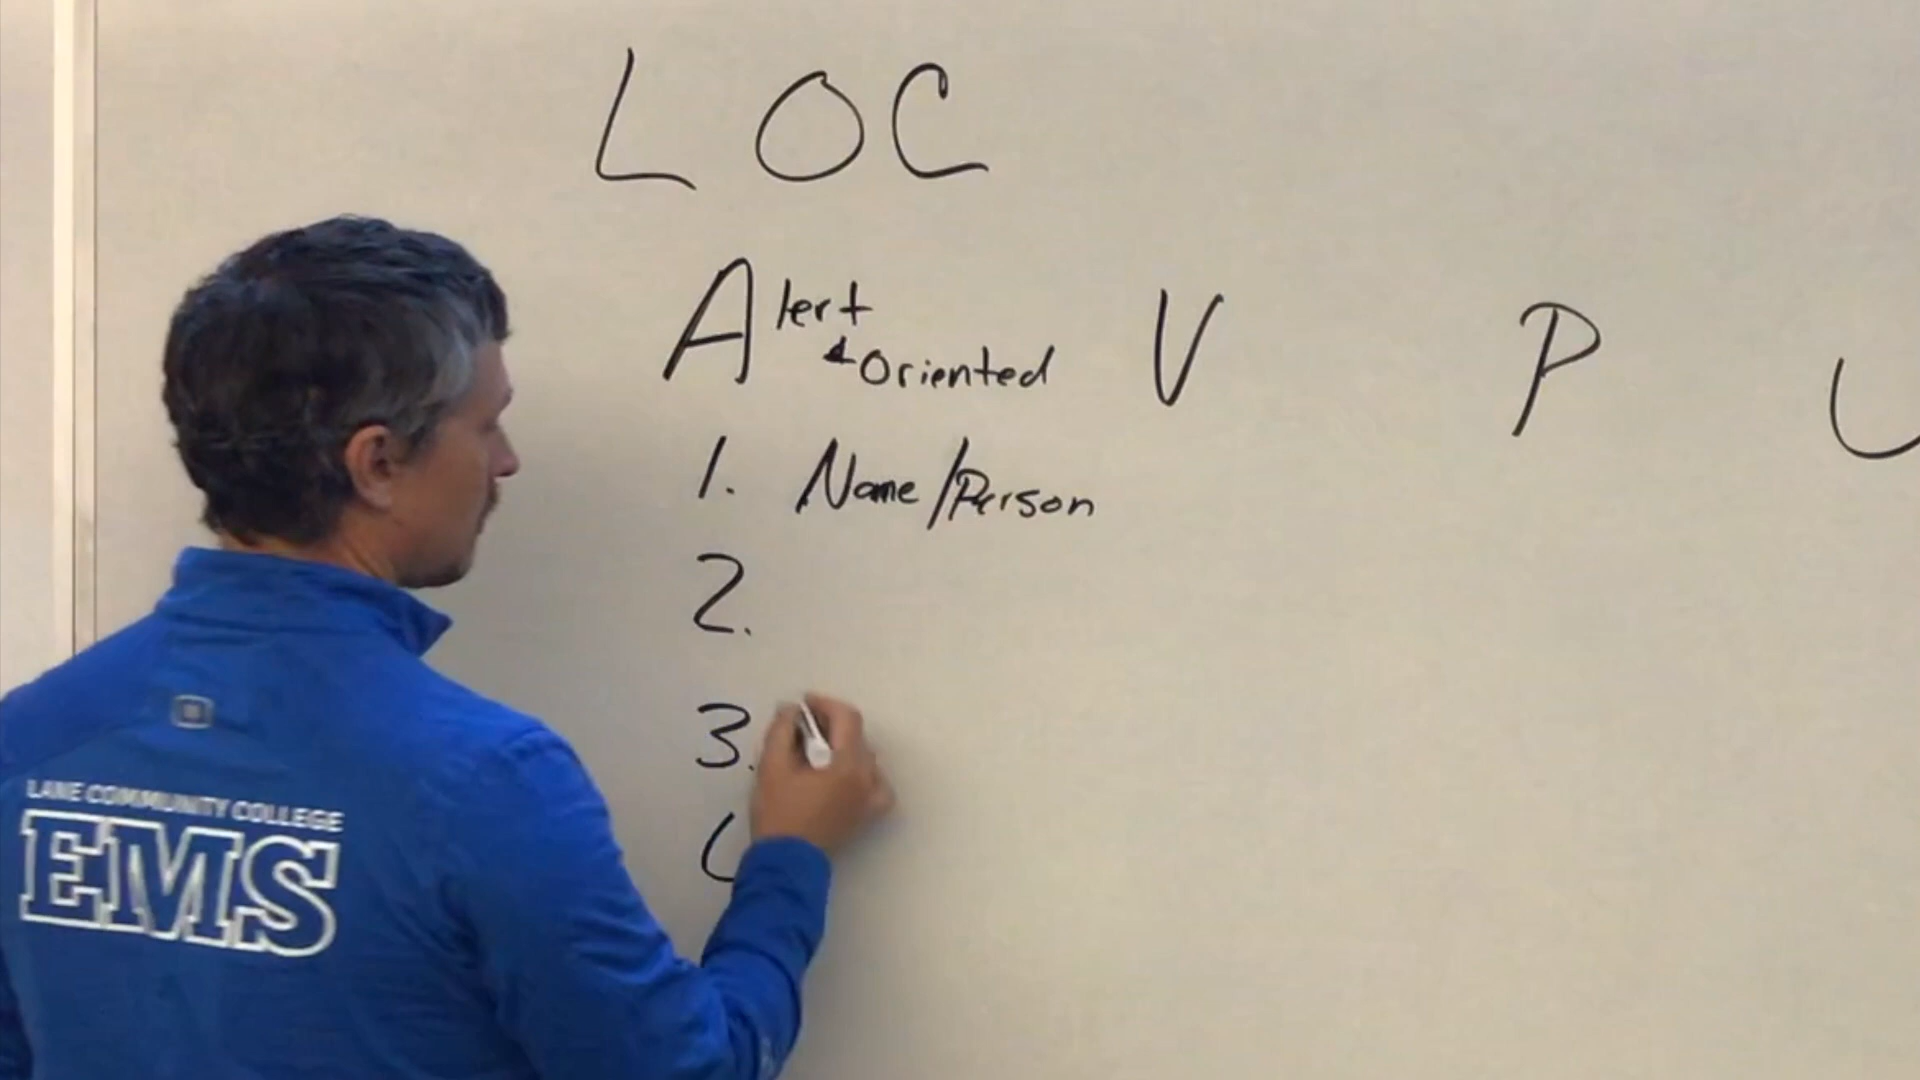 LOC
Alert & Oriented V P U
1. Name/Person
2.
3.
LANE COMMUNITY COLLEGE
EMS